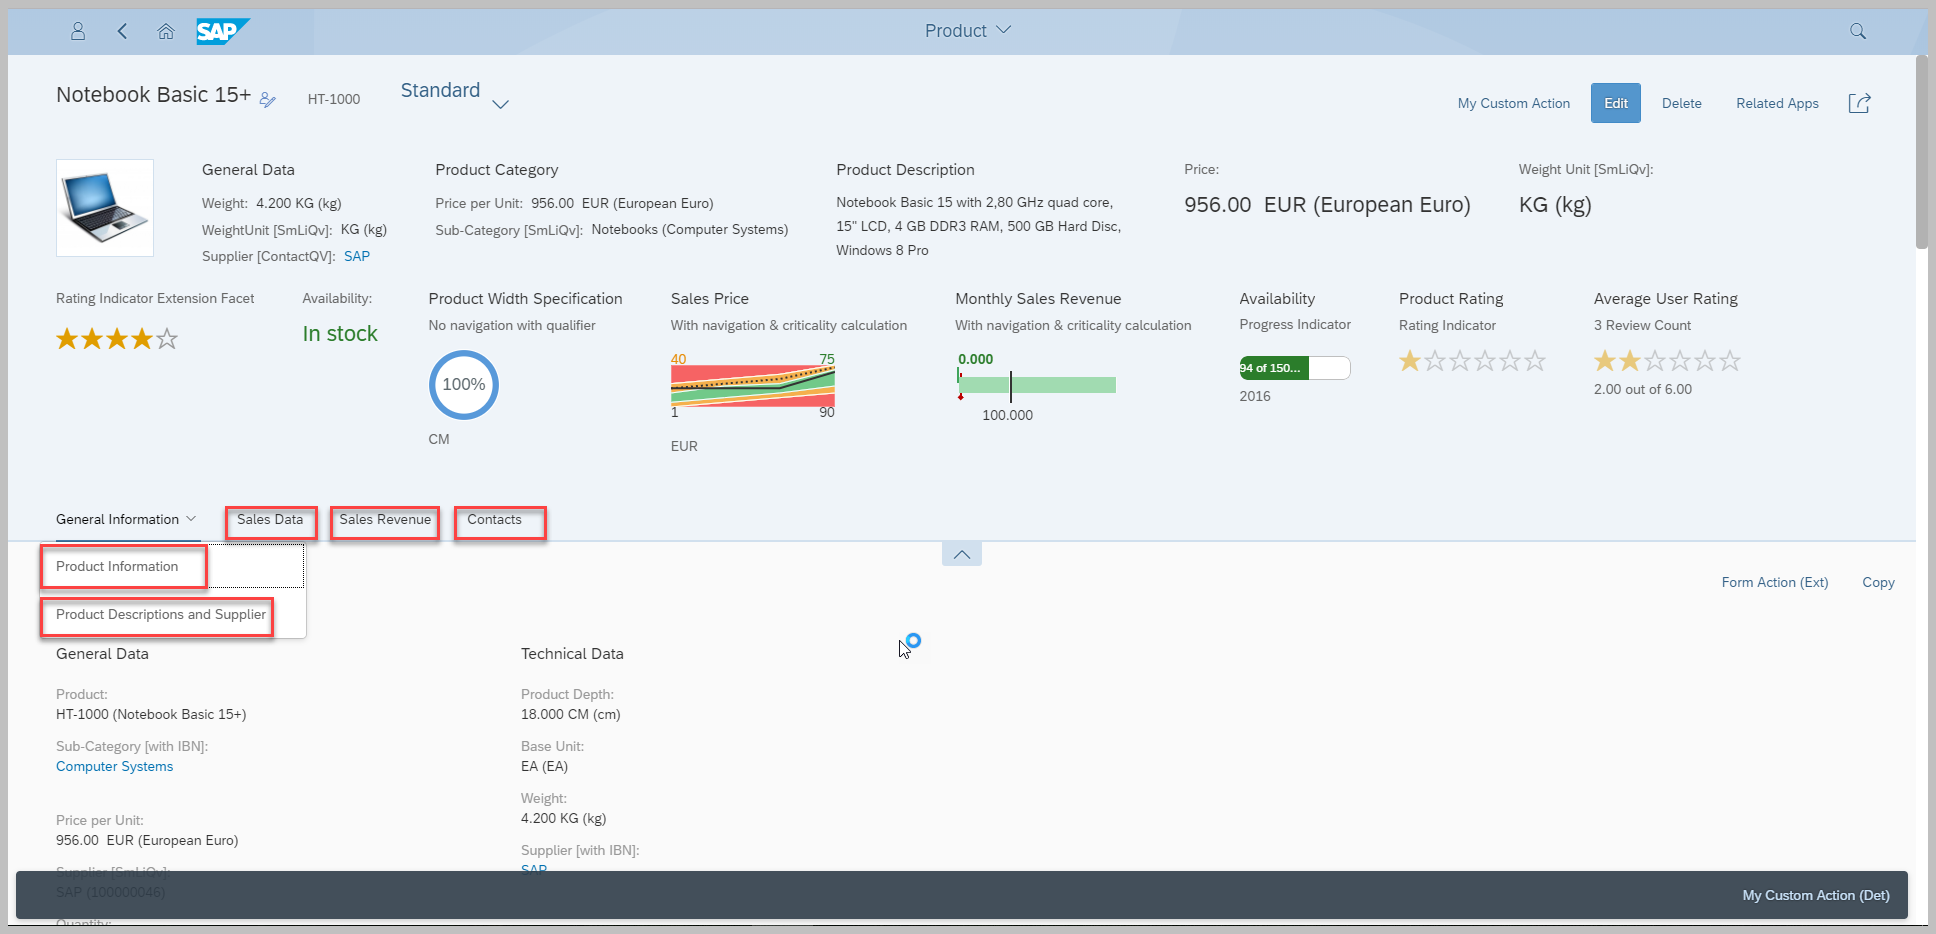 SAP
Product
Notebook Basic 15+
HT-1000
Standard
My Custom Action
Edit
Delete
Related Apps
General Data
Weight: 4.200 KG (kg)
WeightUnit [SmLiQv]: KG (kg)
Supplier [ContactQV]: SAP
Product Category
Price per Unit: 956.00 EUR (European Euro)
Sub-Category [SmLiQv]: Notebooks (Computer Systems)
Product Description
Notebook Basic 15 with 2,80 GHz quad core,
15" LCD, 4 GB DDR3 RAM, 500 GB Hard Disc,
Windows 8 Pro
Price:
956.00 EUR (European Euro)
Weight Unit [SmLiQv]:
KG (kg)
Rating Indicator Extension Facet
Availability:
In stock
Product Width Specification
No navigation with qualifier
100%
CM
Sales Price
With navigation & criticality calculation
40 75
1 90
EUR
Monthly Sales Revenue
With navigation & criticality calculation
0.000
100.000
Availability
Progress Indicator
94 of 150...
2016
Product Rating
Rating Indicator
Average User Rating
3 Review Count
2.00 out of 6.00
General Information
Sales Data
Sales Revenue
Contacts
Product Information
Product Descriptions and Supplier
Form Action (Ext)
Copy
General Data
Product:
HT-1000 (Notebook Basic 15+)
Sub-Category [with IBN]:
Computer Systems
Price per Unit:
956.00 EUR (European Euro)
Supplier [SmLiQv]:
SAP (100000046)
Quantity:
Technical Data
Product Depth:
18.000 CM (cm)
Base Unit:
EA (EA)
Weight:
4.200 KG (kg)
Supplier [with IBN]:
SAP
My Custom Action (Det)